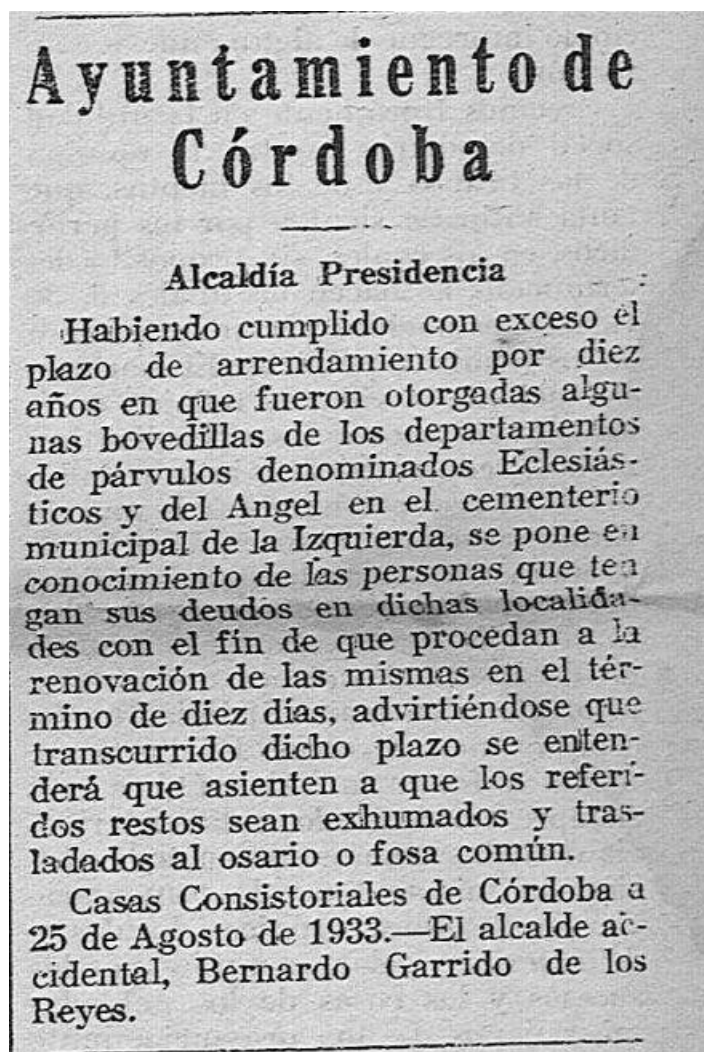 Ayuntamiento de
Córdoba
Alcaldía Presidencia
Habiendo cumplido con exceso el
plazo de arrendamiento por diez
años en que fueron otorgadas algu-
nas bovedillas de los departamentos
de párvulos denominados Eclesiás-
ticos y del Angel en el cementerio
municipal de la Izquierda, se pone en
conocimiento de las personas que ten
gan sus deudos en dichas localida-
des con el fin de que procedan a la
renovación de las mismas en el tér-
mino de diez días, advirtiéndose que
transcurrido dicho plazo se enten-
derá que asienten a que los referi-
dos restos sean exhumados y tras-
ladados al osario o fosa común.
Casas Consistoriales de Córdoba a
25 de Agosto de 1933.—El alcalde ac-
cidental, Bernardo Garrido de los
Reyes.